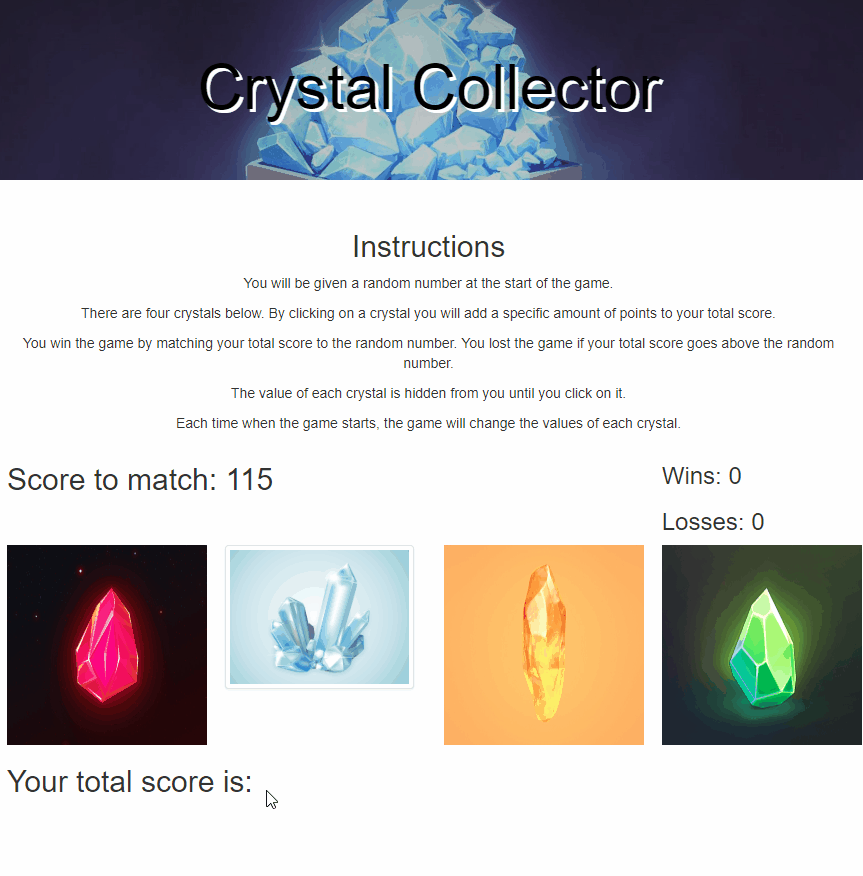 Crystal Collector
Instructions
You will be given a random number at the start of the game.
There are four crystals below. By clicking on a crystal you will add a specific amount of points to your total score.
You win the game by matching your total score to the random number. You lost the game if your total score goes above the random
number.
The value of each crystal is hidden from you until you click on it.
Each time when the game starts, the game will change the values of each crystal.
Score to match: 115
Wins: 0
Losses: 0
Your total score is: